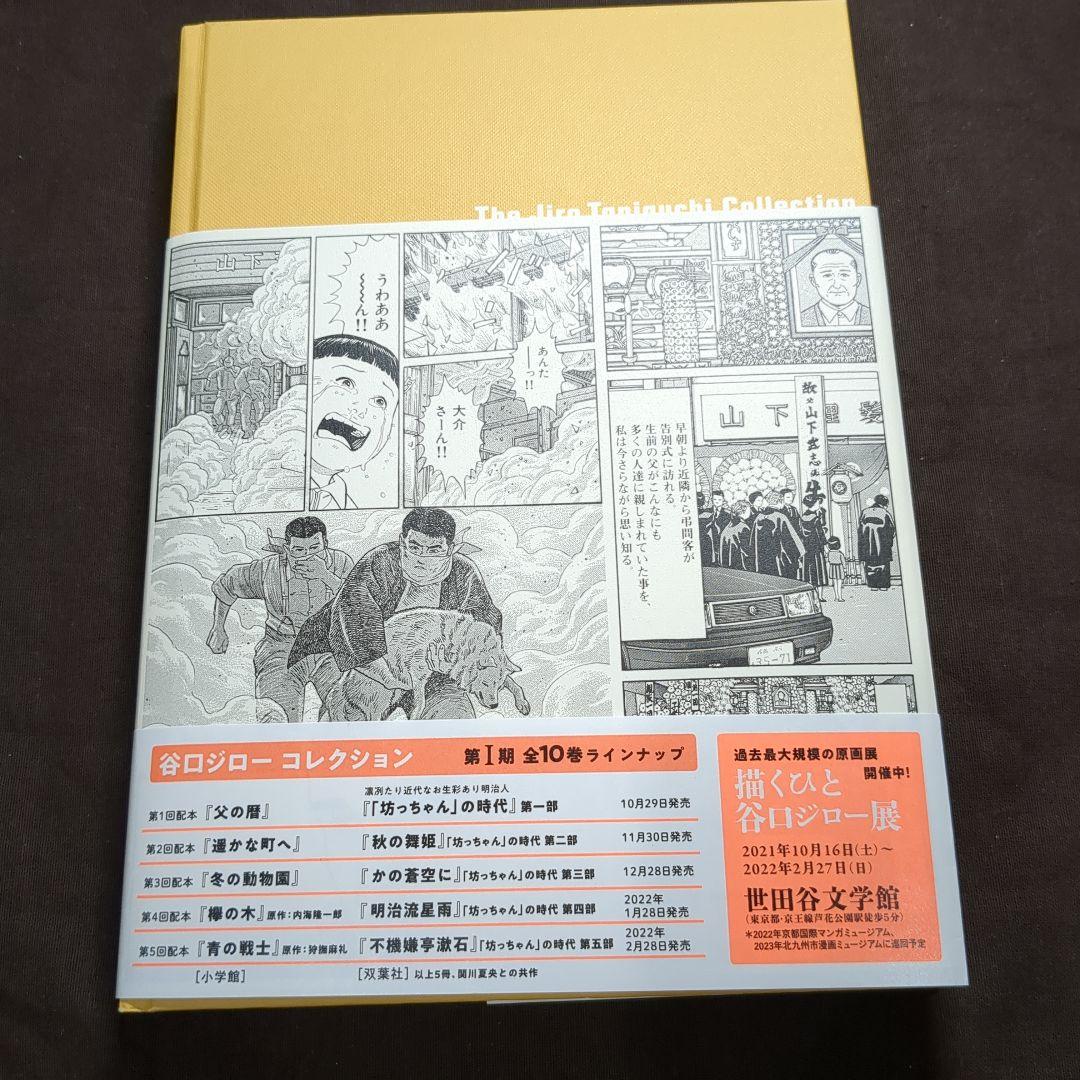 The Jiro Taniguchi Collection
山下
うわああ
〜〜〜ん!!
あんた
ーっ!!
大介
さーん!!
早朝より近隣から弔問客が
告別式に訪れる。
生前の父がこんなにも
多くの人達に親しまれていた事を、
私は今さらながら思い知る。
山下理髪
故
山下
35-71
谷口ジロー コレクション 第Ⅰ期 全10巻ラインナップ
凛冽たり近代なお生彩あり明治人
第1回配本 『父の暦』 『「坊っちゃん」の時代』第一部 10月29日発売
第2回配本 『遥かな町へ』 『秋の舞姫』「坊っちゃん」の時代 第二部 11月30日発売
第3回配本 『冬の動物園』 『かの蒼空に』「坊っちゃん」の時代 第三部 12月28日発売
第4回配本 『欅の木』原作:内海隆一郎 『明治流星雨』「坊っちゃん」の時代 第四部 2022年
1月28日発売
第5回配本 『青の戦士』原作:狩撫麻礼 『不機嫌亭漱石』「坊っちゃん」の時代 第五部 2022年
2月28日発売
[小学館] [双葉社] 以上5冊、関川夏央との共作
過去最大規模の原画展
開催中!
描くひと
谷口ジロー展
2021年10月16日(土)〜
2022年2月27日(日)
世田谷文学館
(東京都・京王線芦花公園駅徒歩5分)
*2022年京都国際マンガミュージアム、
2023年北九州市漫画ミュージアムに巡回予定